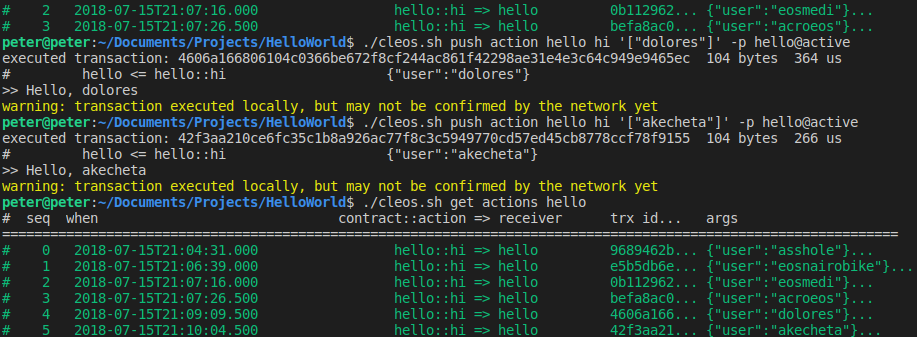 #    2   2018-07-15T21:07:16.000                 hello::hi => hello         0b112962... {"user":"eosmedi"}...
#    3   2018-07-15T21:07:26.500                 hello::hi => hello         befa8ac0... {"user":"acroeos"}...
peter@peter:~/Documents/Projects/HelloWorld$ ./cleos.sh push action hello hi '["dolores"]' -p hello@active
executed transaction: 4606a166806104c0366be672f8cf244ac861f42298ae31e4e3c64c949e9465ec  104 bytes  364 us
#         hello <= hello::hi                    {"user":"dolores"}
>> Hello, dolores
warning: transaction executed locally, but may not be confirmed by the network yet
peter@peter:~/Documents/Projects/HelloWorld$ ./cleos.sh push action hello hi '["akecheta"]' -p hello@active
executed transaction: 42f3aa210ce6fc35c1b8a926ac77f8c3c5949770cd57ed45cb8778ccf78f9155  104 bytes  266 us
#         hello <= hello::hi                    {"user":"akecheta"}
>> Hello, akecheta
warning: transaction executed locally, but may not be confirmed by the network yet
peter@peter:~/Documents/Projects/HelloWorld$ ./cleos.sh get actions hello
#  seq  when                              contract::action => receiver      trx id...   args
================================================================================================================
#    0   2018-07-15T21:04:31.000                 hello::hi => hello         9689462b... {"user":"asshole"}...
#    1   2018-07-15T21:06:39.000                 hello::hi => hello         e5b5db6e... {"user":"eosnairobike"}...
#    2   2018-07-15T21:07:16.000                 hello::hi => hello         0b112962... {"user":"eosmedi"}...
#    3   2018-07-15T21:07:26.500                 hello::hi => hello         befa8ac0... {"user":"acroeos"}...
#    4   2018-07-15T21:09:09.500                 hello::hi => hello         4606a166... {"user":"dolores"}...
#    5   2018-07-15T21:10:04.500                 hello::hi => hello         42f3aa21... {"user":"akecheta"}...